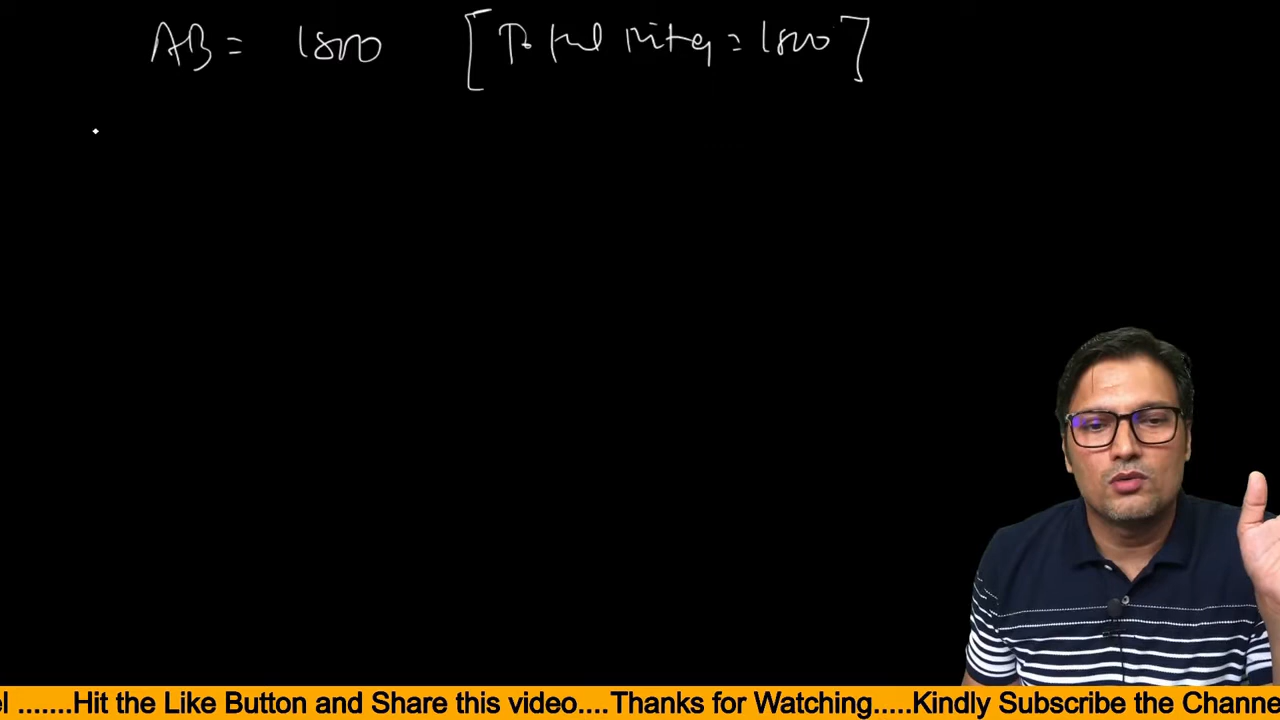 AB = 1800 [Total sites = 1800]
el .......Hit the Like Button and Share this video....Thanks for Watching.....Kindly Subscribe the Channe